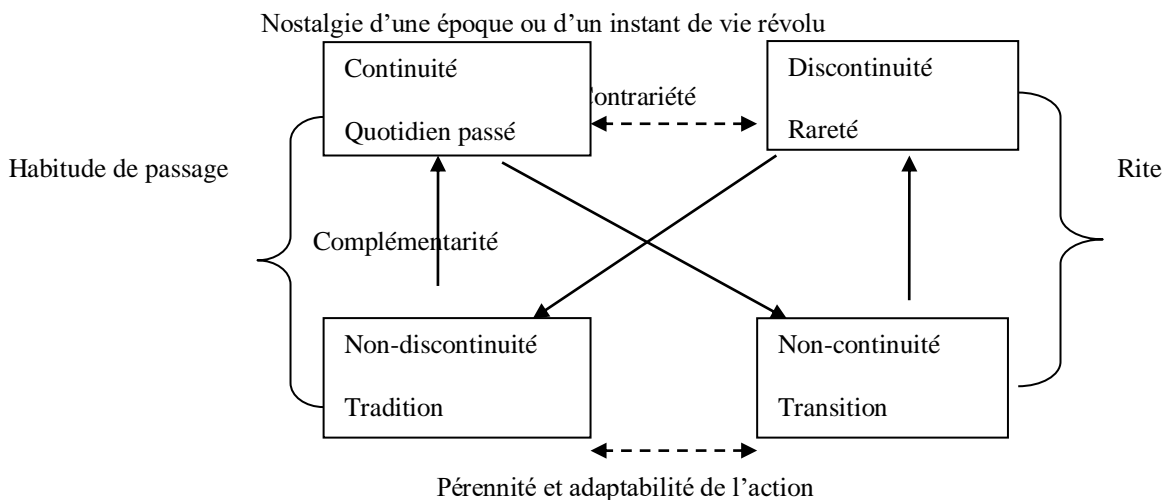 Nostalgie d’une époque ou d’un instant de vie révolu
Continuité
Discontinuité
Contrariété
Quotidien passé
Rareté
Habitude de passage
Rite
Complémentarité
Non-discontinuité
Non-continuité
Tradition
Transition
Pérennité et adaptabilité de l’action